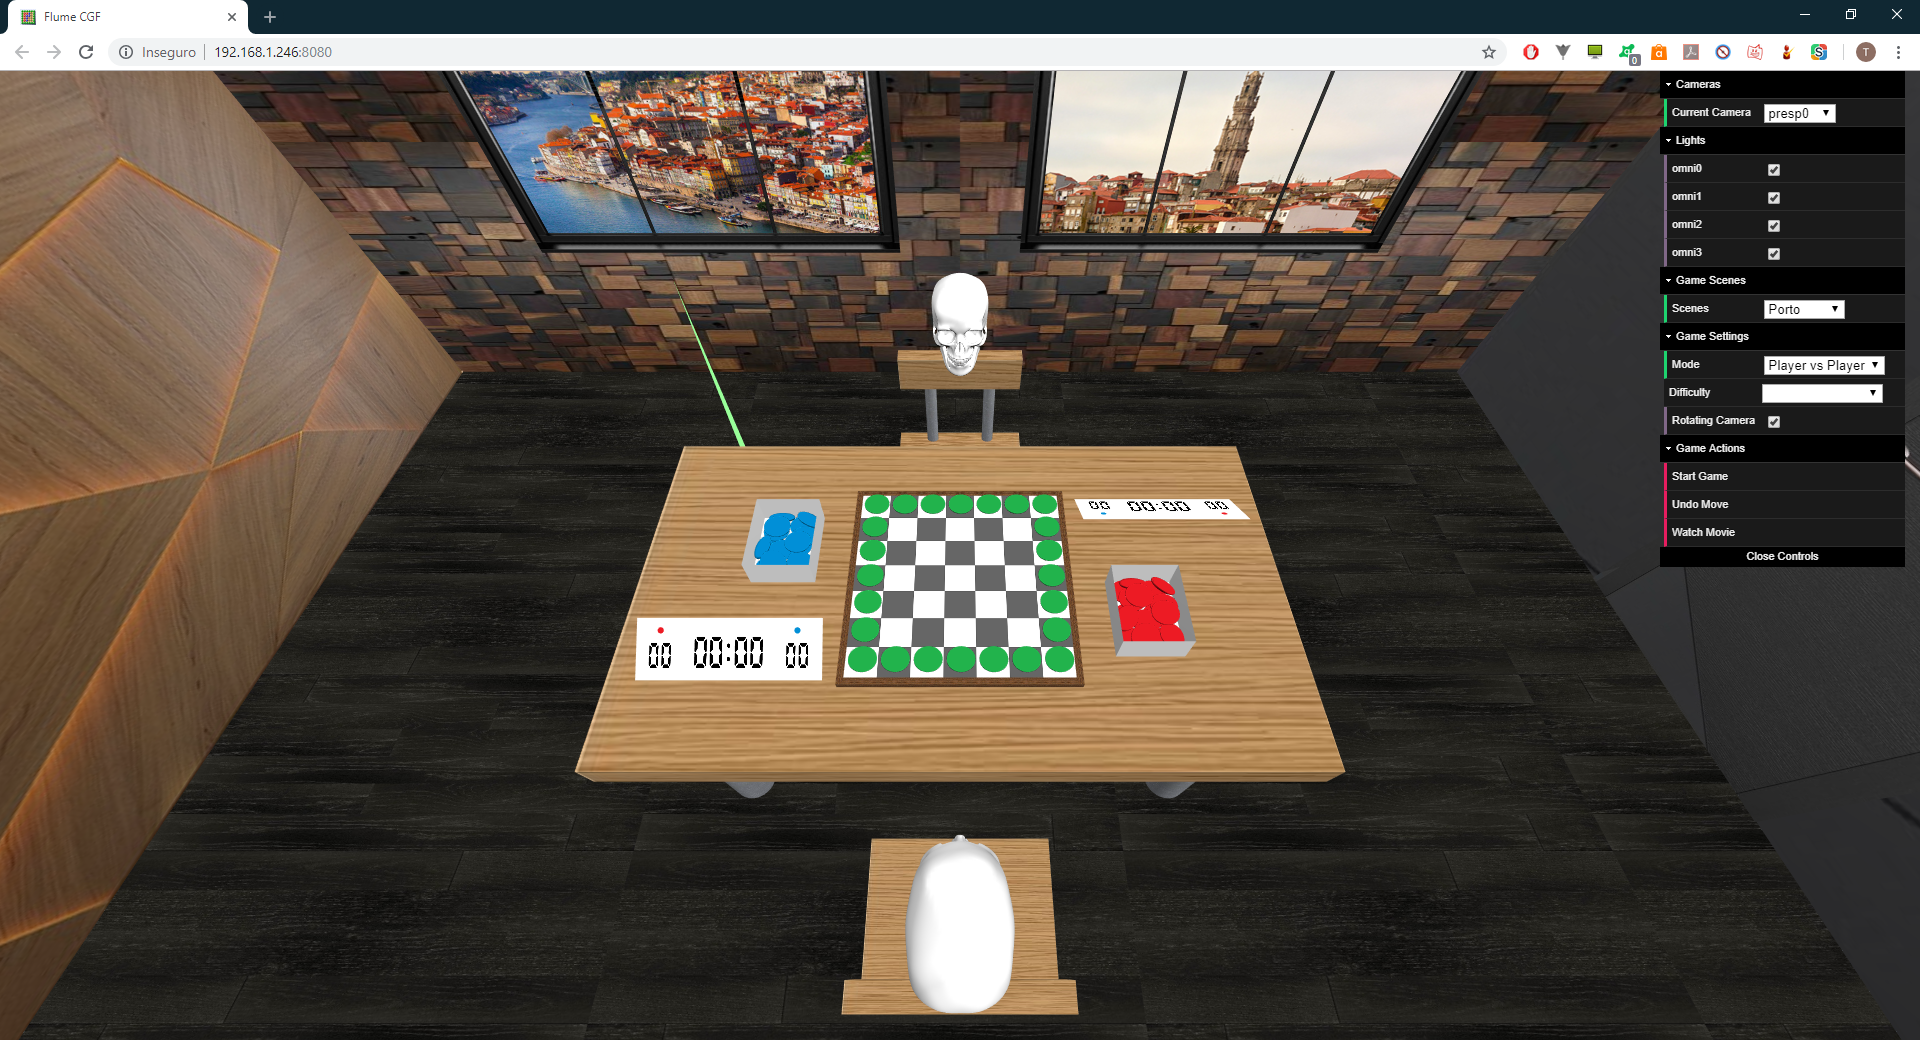 Flume CGF
Inseguro 192.168.1.246:8080
0
T
Cameras
Current Camera presp0
Lights
omni0
omni1
omni2
omni3
Game Scenes
Scenes Porto
Game Settings
Mode Player vs Player
Difficulty
Rotating Camera
Game Actions
Start Game
Undo Move
Watch Movie
Close Controls
00 00:00 00
00 00:00 00